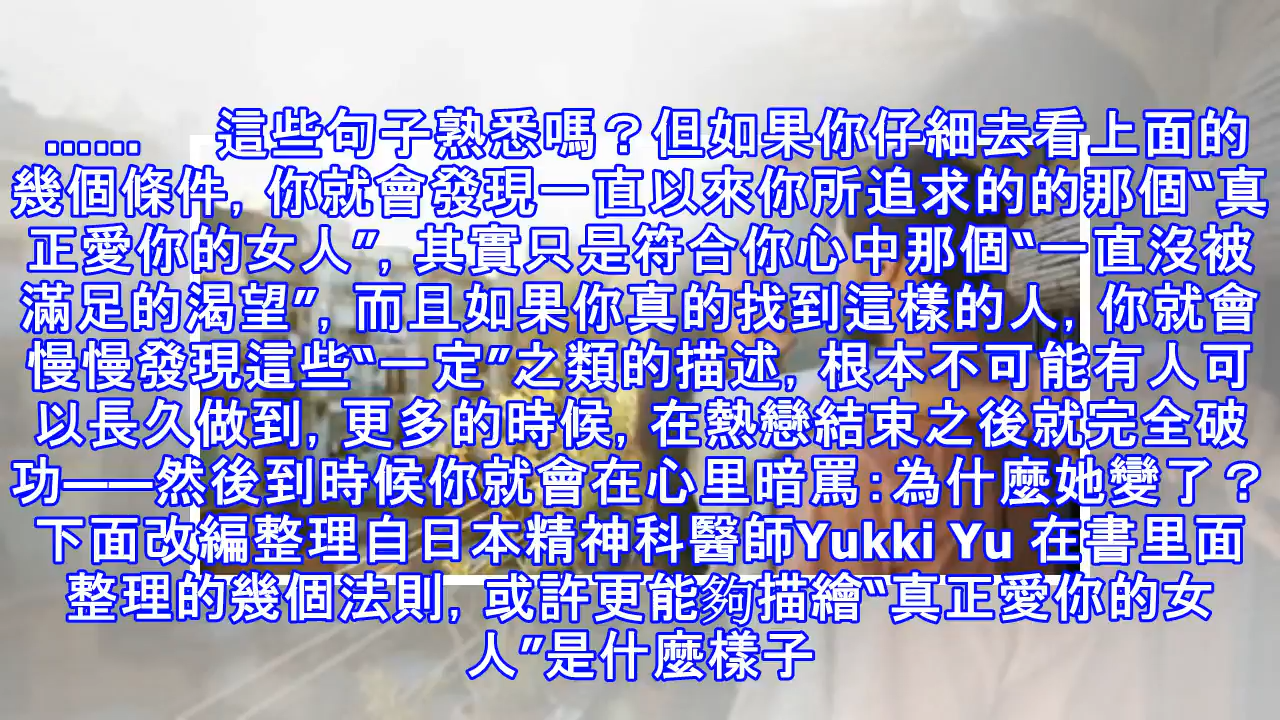 ……　這些句子熟悉嗎？但如果你仔細去看上面的
幾個條件, 你就會發現一直以來你所追求的的那個“真
正愛你的女人”, 其實只是符合你心中那個“一直沒被
滿足的渴望”, 而且如果你真的找到這樣的人, 你就會
慢慢發現這些“一定”之類的描述, 根本不可能有人可
以長久做到, 更多的時候, 在熱戀結束之後就完全破
功——然後到時候你就會在心里暗罵:為什麼她變了？
下面改編整理自日本精神科醫師Yukki Yu 在書里面
整理的幾個法則, 或許更能夠描繪“真正愛你的女
人”是什麼樣子